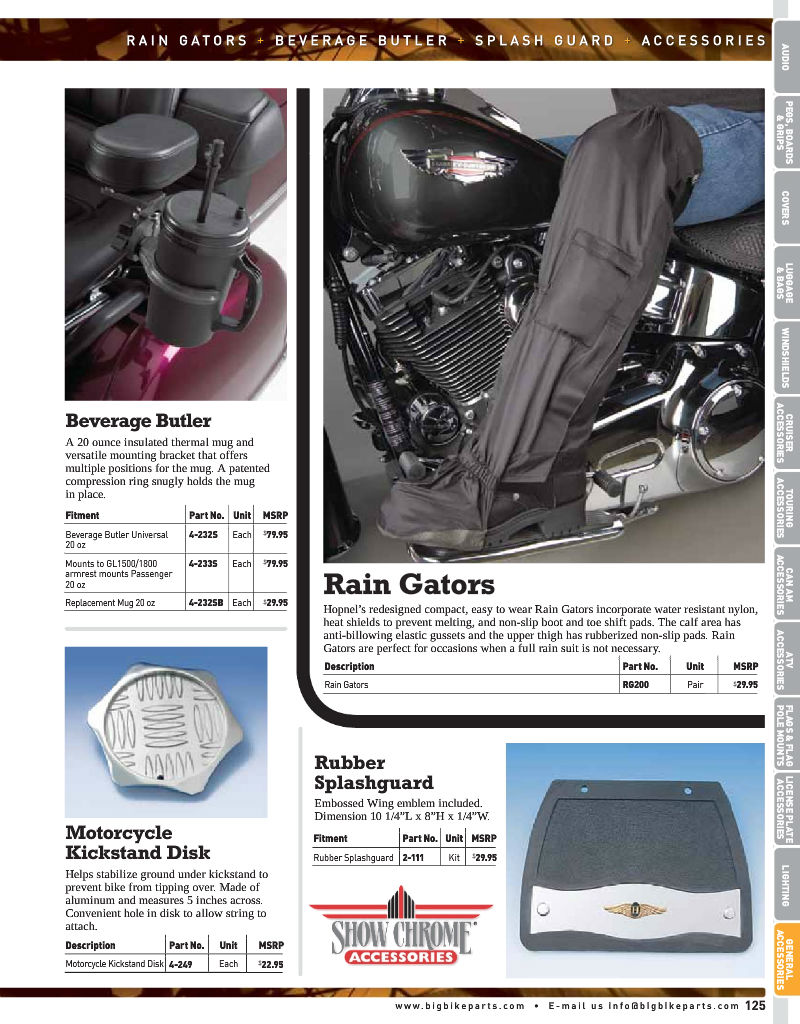 RAIN GATORS + BEVERAGE BUTLER + SPLASH GUARD + ACCESSORIES
Beverage Butler
A 20 ounce insulated thermal mug and
versatile mounting bracket that offers
multiple positions for the mug. A patented
compression ring snugly holds the mug
in place.
Fitment Part No. Unit MSRP
Beverage Butler Universal 4-232S Each $79.95
20 oz
Mounts to GL1500/1800 4-233S Each $79.95
armrest mounts Passenger
20 oz
Replacement Mug 20 oz 4-232SB Each $29.95
Motorcycle
Kickstand Disk
Helps stabilize ground under kickstand to
prevent bike from tipping over. Made of
aluminum and measures 5 inches across.
Convenient hole in disk to allow string to
attach.
Description Part No. Unit MSRP
Motorcycle Kickstand Disk 4-249 Each $22.95
Rain Gators
Hopnel's redesigned compact, easy to wear Rain Gators incorporate water resistant nylon,
heat shields to prevent melting, and non-slip boot and toe shift pads. The calf area has
anti-billowing elastic gussets and the upper thigh has rubberized non-slip pads. Rain
Gators are perfect for occasions when a full rain suit is not necessary.
Description Part No. Unit MSRP
Rain Gators RG200 Pair $29.95
Rubber
Splashguard
Embossed Wing emblem included.
Dimension 10 1/4"L x 8"H x 1/4"W.
Fitment Part No. Unit MSRP
Rubber Splashguard 2-111 Kit $29.95
SHOW CHROME®
ACCESSORIES
AUDIO
PEGS, BOARDS
& GRIPS
COVERS
LUGGAGE
& BAGS
WINDSHIELDS
CRUISER
ACCESSORIES
TOURING
ACCESSORIES
CAN AM
ACCESSORIES
ATV
ACCESSORIES
FLAGS & FLAG
POLE MOUNTS
LICENSE PLATE
ACCESSORIES
LIGHTING
GENERAL
ACCESSORIES
www.bigbikeparts.com • E-mail us info@bigbikeparts.com 125